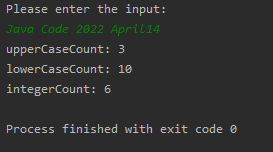 Please enter the input:
Java Code 2022 April14
upperCaseCount: 3
lowerCaseCount: 10
integerCount: 6
Process finished with exit code 0